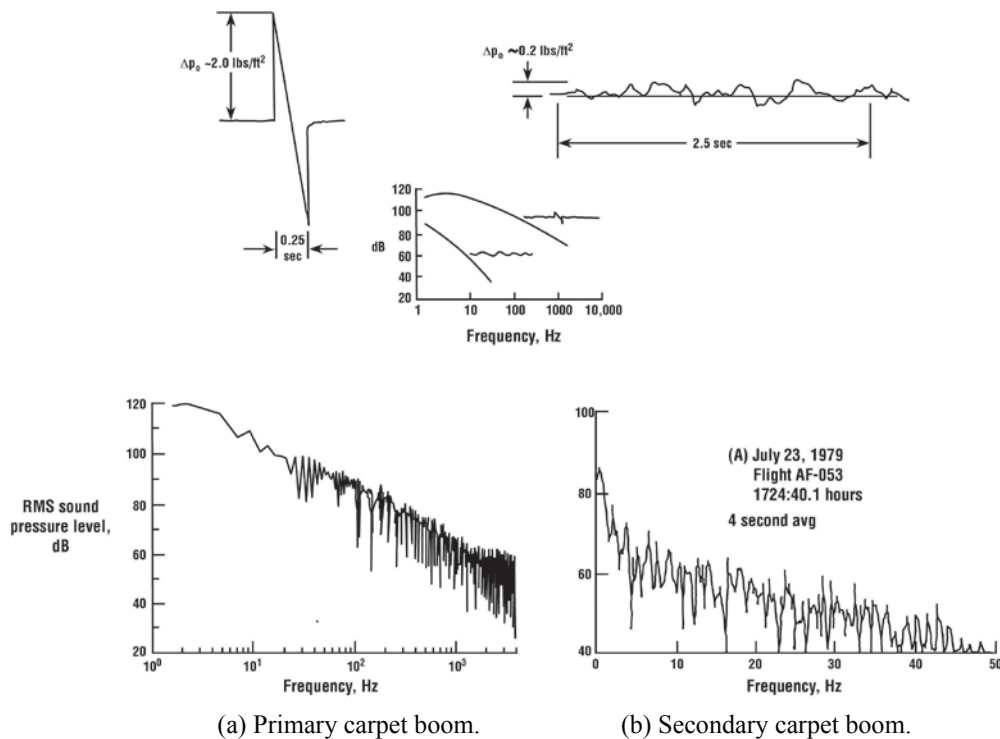 Δp₀ ~2.0 lbs/ft²
0.25
sec
Δp₀ ~0.2 lbs/ft²
2.5 sec
120
100
80
60
40
20
dB
1
10
100
1000
10,000
Frequency, Hz
120
100
80
60
40
20
RMS sound
pressure level,
dB
10⁰
10¹
10²
10³
Frequency, Hz
100
80
60
40
(A) July 23, 1979
Flight AF-053
1724:40.1 hours
4 second avg
0
10
20
30
40
50
Frequency, Hz
(a) Primary carpet boom.
(b) Secondary carpet boom.